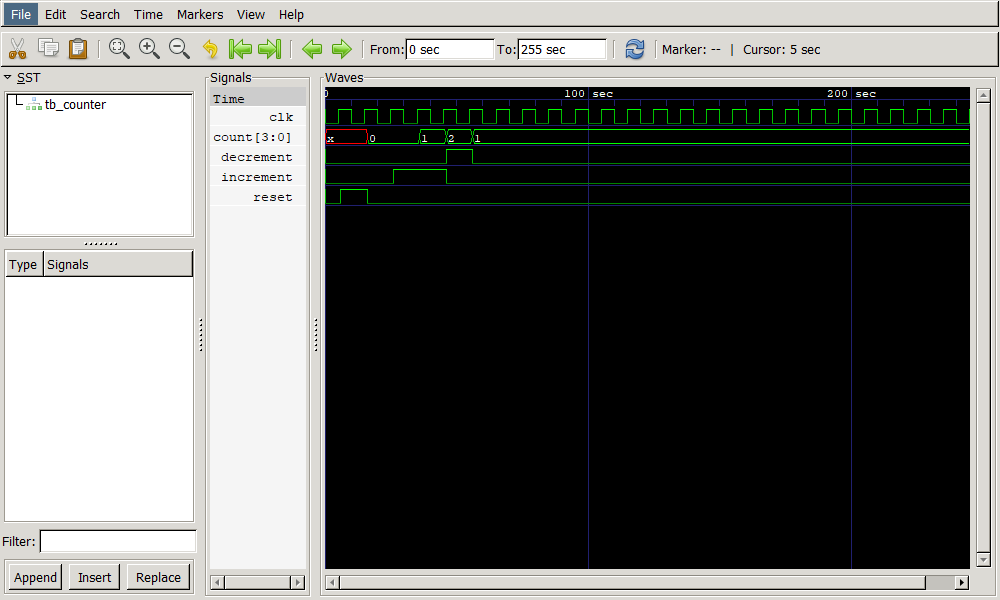 File Edit Search Time Markers View Help
From: 0 sec To: 255 sec Marker: -- | Cursor: 5 sec
SST
tb_counter
Type Signals
Filter:
Append Insert Replace
Signals
Time
clk
count[3:0]
decrement
increment
reset
Waves
0 100 sec 200 sec
x 0 1 2 1